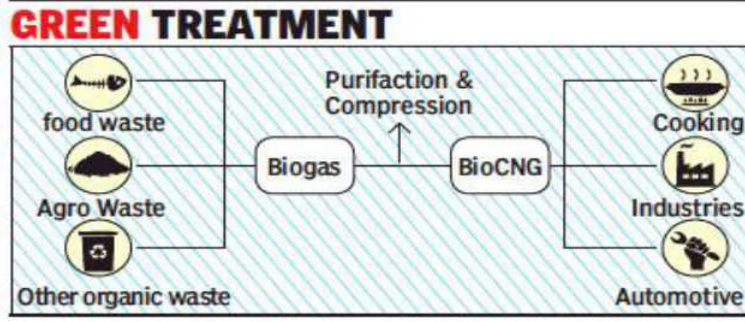 GREEN TREATMENT
food waste
Agro Waste
Other organic waste
Biogas
Purifaction &
Compression
BioCNG
Cooking
Industries
Automotive